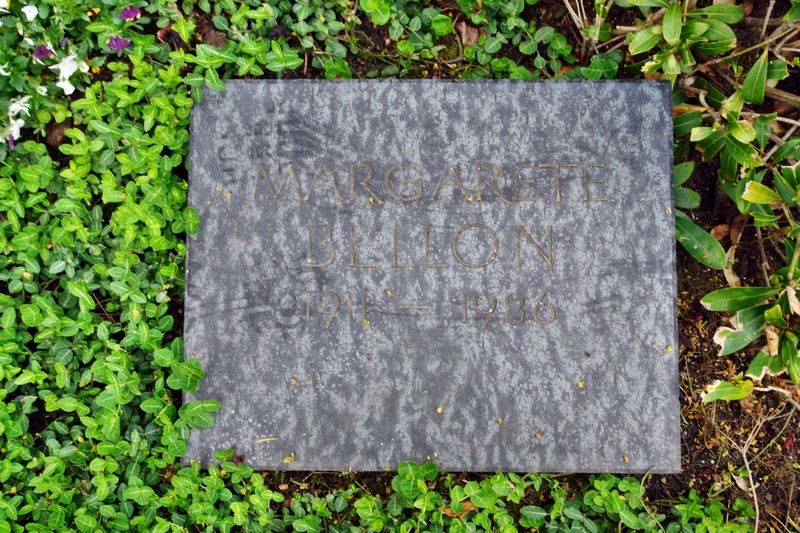 MARGARETE
BELLON
1911 — 1986